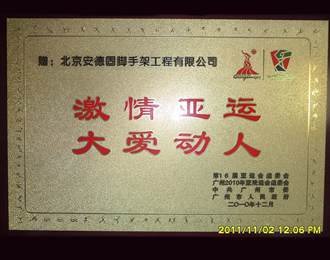 赠：北京安德固脚手架工程有限公司
激情亚运
大爱动人
第16届亚运会组委会
广州2010年亚残运会组委会
中共广州市委
广州市人民政府
二〇一〇年十二月
2011/11/02 12:06 PM